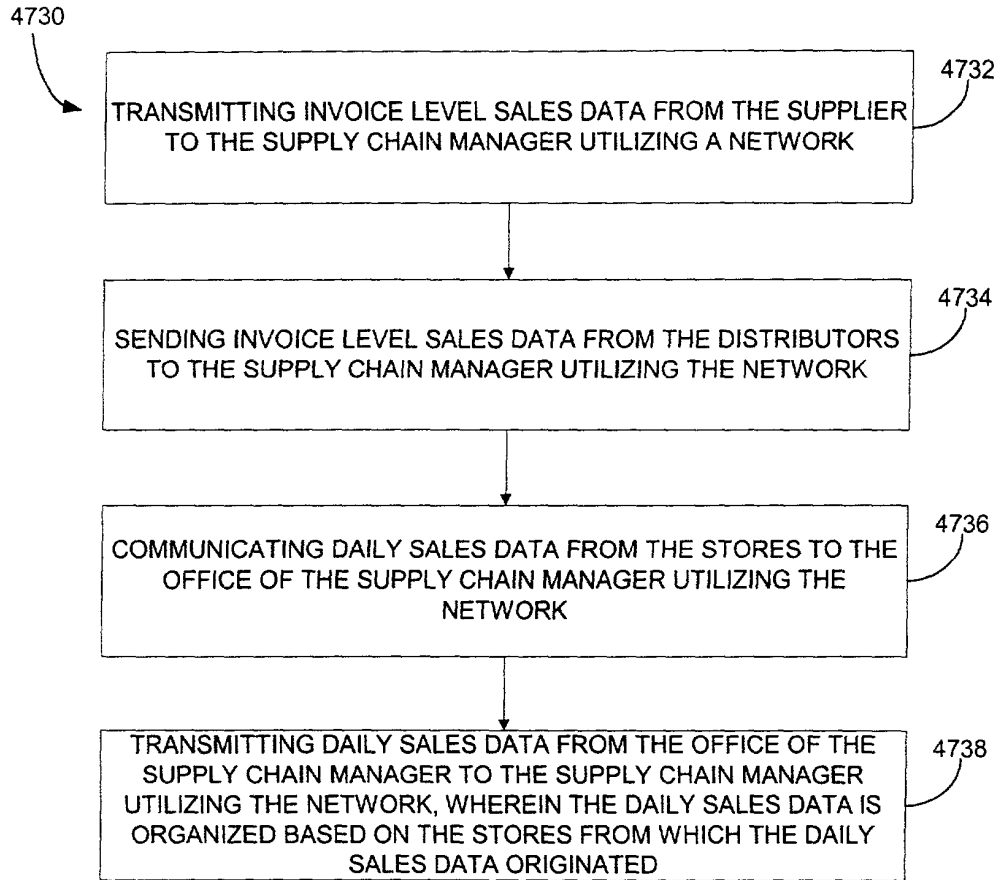 4730
4732
TRANSMITTING INVOICE LEVEL SALES DATA FROM THE SUPPLIER
TO THE SUPPLY CHAIN MANAGER UTILIZING A NETWORK
4734
SENDING INVOICE LEVEL SALES DATA FROM THE DISTRIBUTORS
TO THE SUPPLY CHAIN MANAGER UTILIZING THE NETWORK
4736
COMMUNICATING DAILY SALES DATA FROM THE STORES TO THE
OFFICE OF THE SUPPLY CHAIN MANAGER UTILIZING THE
NETWORK
4738
TRANSMITTING DAILY SALES DATA FROM THE OFFICE OF THE
SUPPLY CHAIN MANAGER TO THE SUPPLY CHAIN MANAGER
UTILIZING THE NETWORK, WHEREIN THE DAILY SALES DATA IS
ORGANIZED BASED ON THE STORES FROM WHICH THE DAILY
SALES DATA ORIGINATED